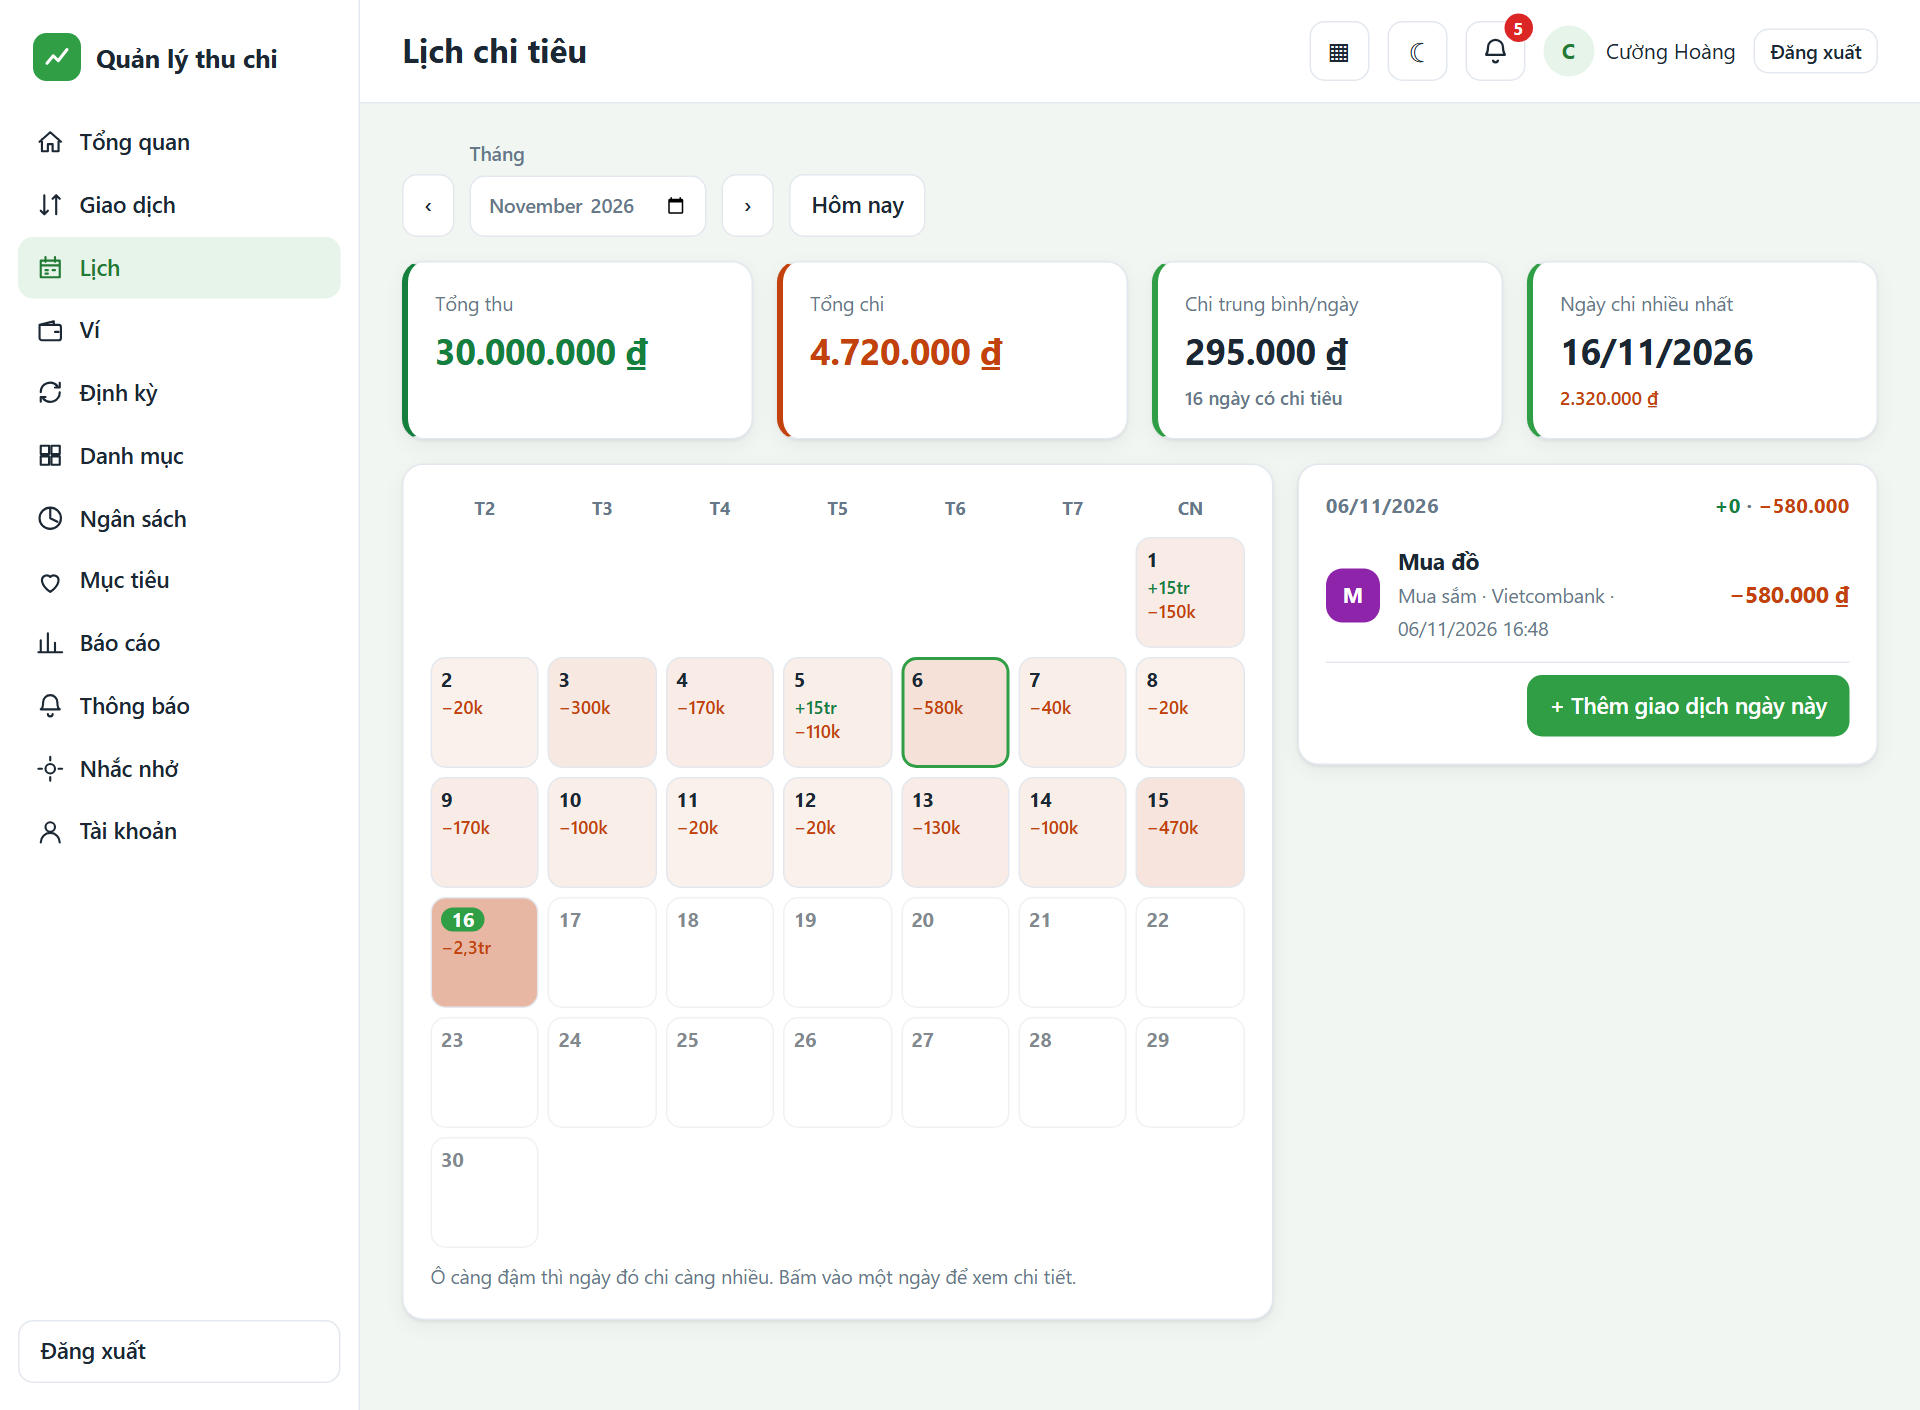 Quản lý thu chi
Tổng quan
Giao dịch
Lịch
Ví
Định kỳ
Danh mục
Ngân sách
Mục tiêu
Báo cáo
Thông báo
Nhắc nhở
Tài khoản
Đăng xuất
Lịch chi tiêu
5
C
Cường Hoàng
Đăng xuất
Tháng
‹
November 2026
›
Hôm nay
Tổng thu
30.000.000 ₫
Tổng chi
4.720.000 ₫
Chi trung bình/ngày
295.000 ₫
16 ngày có chi tiêu
Ngày chi nhiều nhất
16/11/2026
2.320.000 ₫
T2 T3 T4 T5 T6 T7 CN
1
+15tr
−150k
2
−20k
3
−300k
4
−170k
5
+15tr
−110k
6
−580k
7
−40k
8
−20k
9
−170k
10
−100k
11
−20k
12
−20k
13
−130k
14
−100k
15
−470k
16
−2,3tr
17
18
19
20
21
22
23
24
25
26
27
28
29
30
Ô càng đậm thì ngày đó chi càng nhiều. Bấm vào một ngày để xem chi tiết.
06/11/2026
+0 · −580.000
M
Mua đồ
Mua sắm · Vietcombank ·
06/11/2026 16:48
−580.000 ₫
+ Thêm giao dịch ngày này